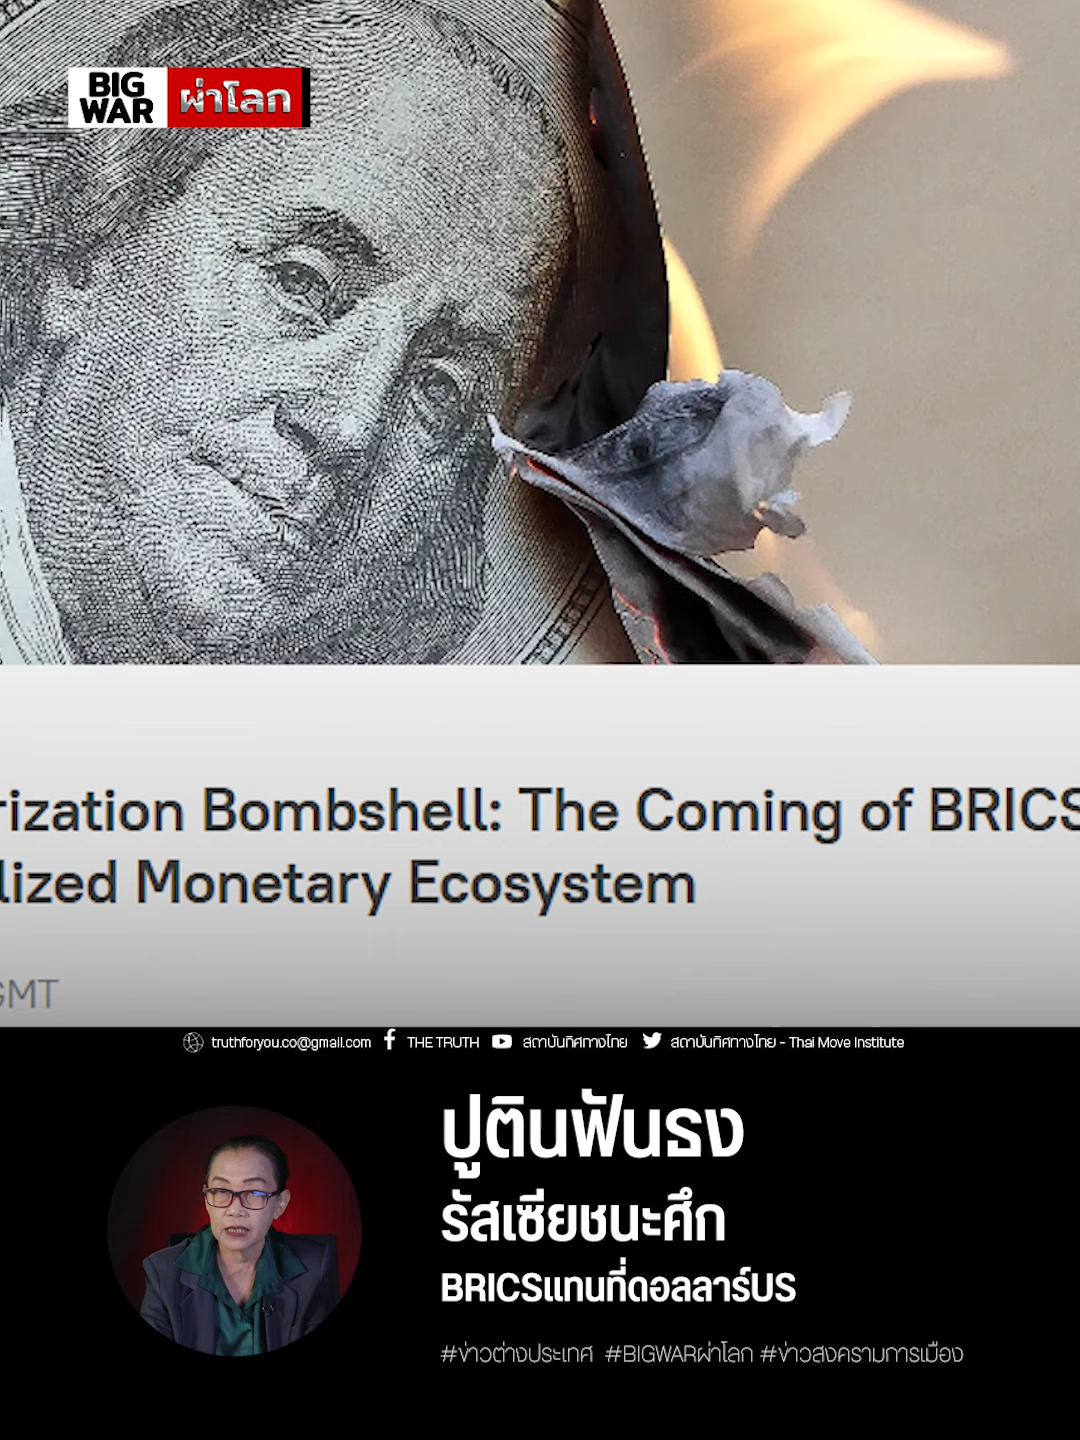 BIG
WAR
ผ่าโลก
rization Bombshell: The Coming of BRICS
lized Monetary Ecosystem
GMT
truthforyou.co@gmail.com THE TRUTH สถาบันทิศทางไทย สถาบันทิศทางไทย - Thai Move Institute
ปูตินฟันธง
รัสเซียชนะศึก
BRICSแทนที่ดอลลาร์US
#ข่าวต่างประเทศ #BIGWARผ่าโลก #ข่าวสงครามการเมือง